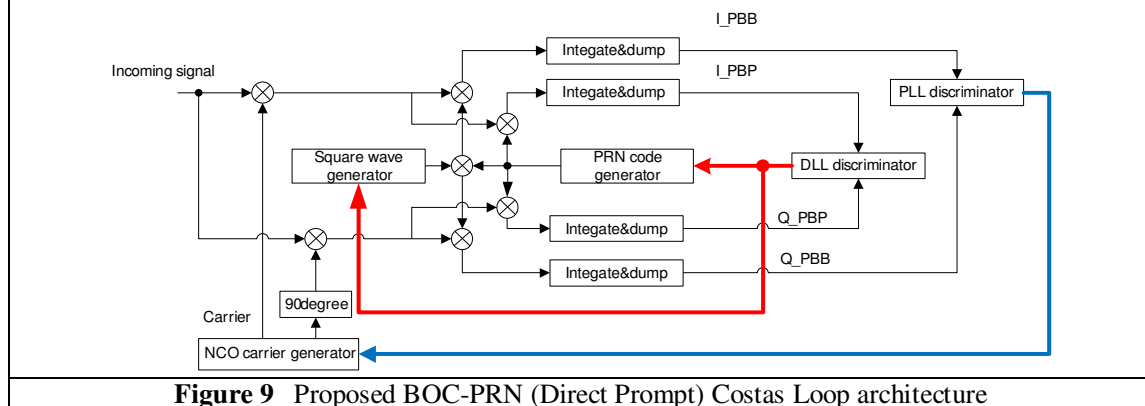 I_PBB
Integate&dump
Incoming signal
I_PBP
Integate&dump
PLL discriminator
Square wave
generator
PRN code
generator
DLL discriminator
Q_PBP
Integate&dump
Q_PBB
Integate&dump
90degree
Carrier
NCO carrier generator
Figure 9 Proposed BOC-PRN (Direct Prompt) Costas Loop architecture